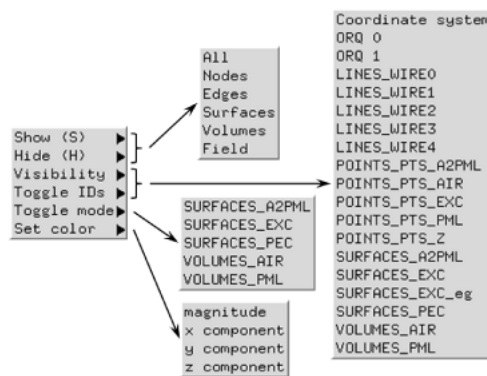 Show (S)
Hide (H)
Visibility
Toggle IDs
Toggle mode
Set color
All
Nodes
Edges
Surfaces
Volumes
Field
SURFACES_A2PML
SURFACES_EXC
SURFACES_PEC
VOLUMES_AIR
VOLUMES_PML
magnitude
x component
y component
z component
Coordinate system
ORQ 0
ORQ 1
LINES_WIRE0
LINES_WIRE1
LINES_WIRE2
LINES_WIRE3
LINES_WIRE4
POINTS_PTS_A2PML
POINTS_PTS_AIR
POINTS_PTS_EXC
POINTS_PTS_PML
POINTS_PTS_Z
SURFACES_A2PML
SURFACES_EXC
SURFACES_EXC_eg
SURFACES_PEC
VOLUMES_AIR
VOLUMES_PML